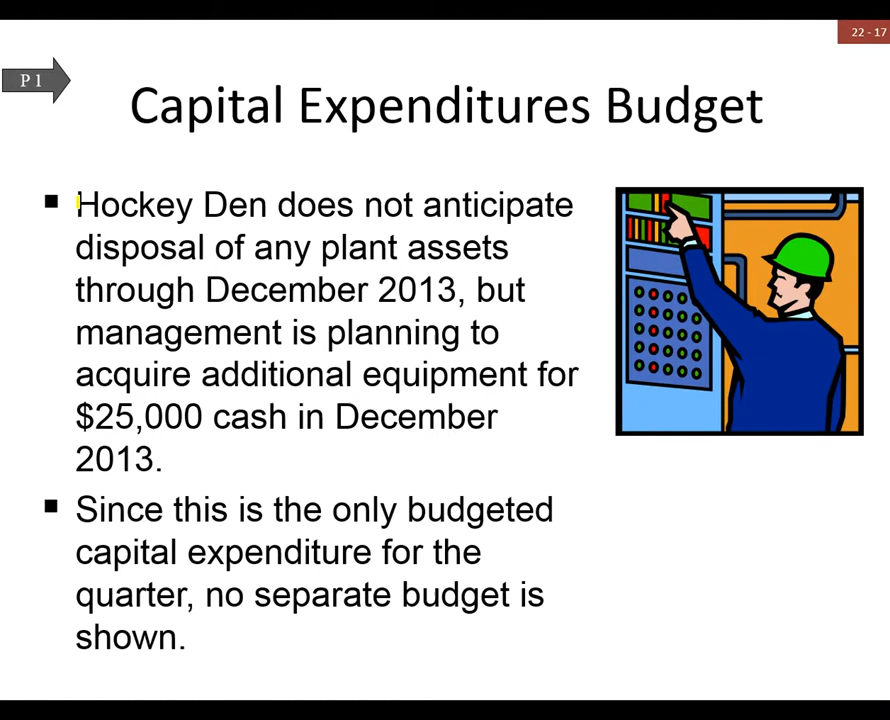 22 - 17
P 1
Capital Expenditures Budget
■ Hockey Den does not anticipate
disposal of any plant assets
through December 2013, but
management is planning to
acquire additional equipment for
$25,000 cash in December
2013.
■ Since this is the only budgeted
capital expenditure for the
quarter, no separate budget is
shown.